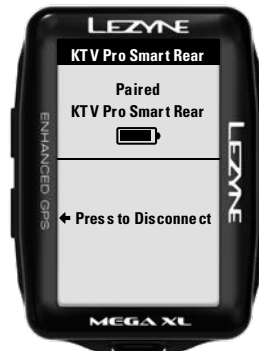 LEZYNE
KTV Pro Smart Rear
Paired
KTV Pro Smart Rear
Press to Disconnect
ENHANCED GPS
LEZYNE
MEGA XL